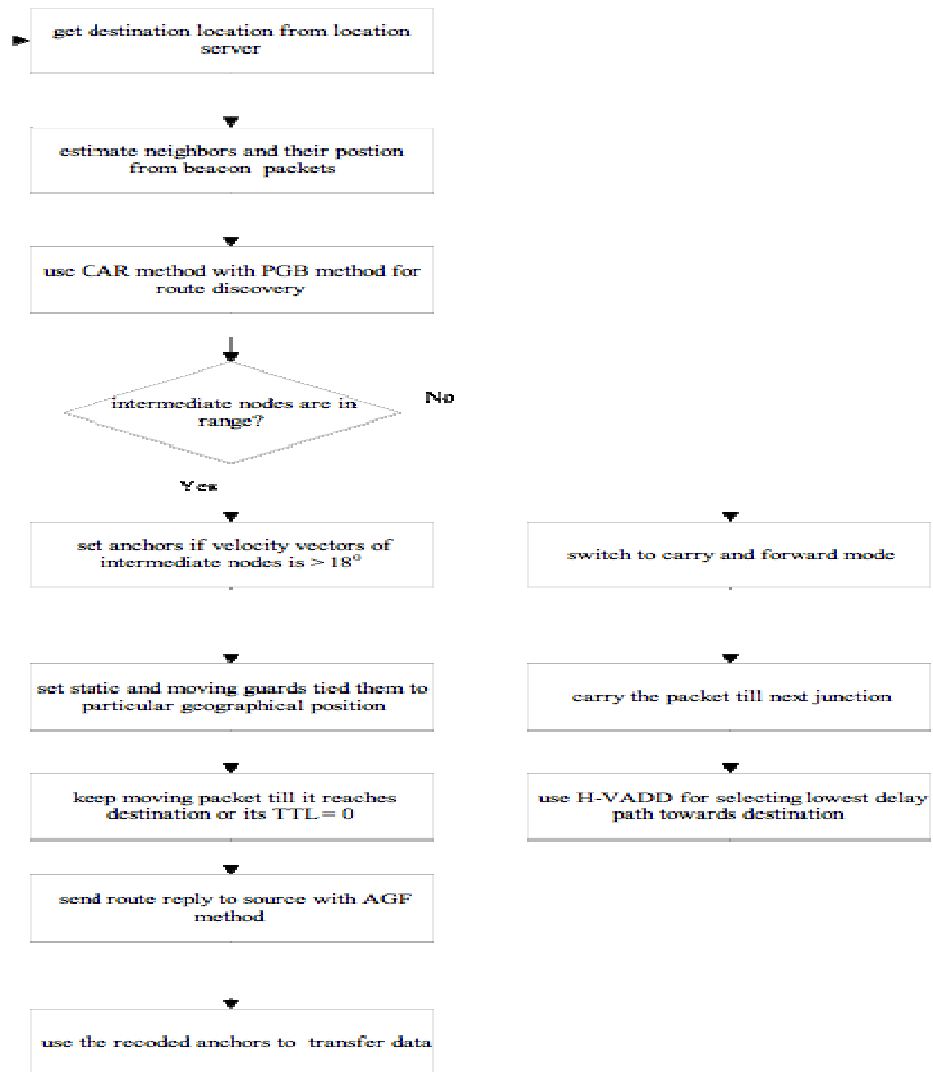 get destination location from location
server
estimate neighbors and their postion
from beacon packets
use CAR method with PGB method for
route discovery
intermediate nodes are in
range?
No
Yes
set anchors if velocity vectors of
intermediate nodes is > 18°
switch to carry and forward mode
set static and moving guards tied them to
particular geographical position
carry the packet till next junction
keep moving packet till it reaches
destination or its TTL = 0
use H-VADD for selecting lowest delay
path towards destination
send route reply to source with AGF
method
use the recoded anchors to transfer data